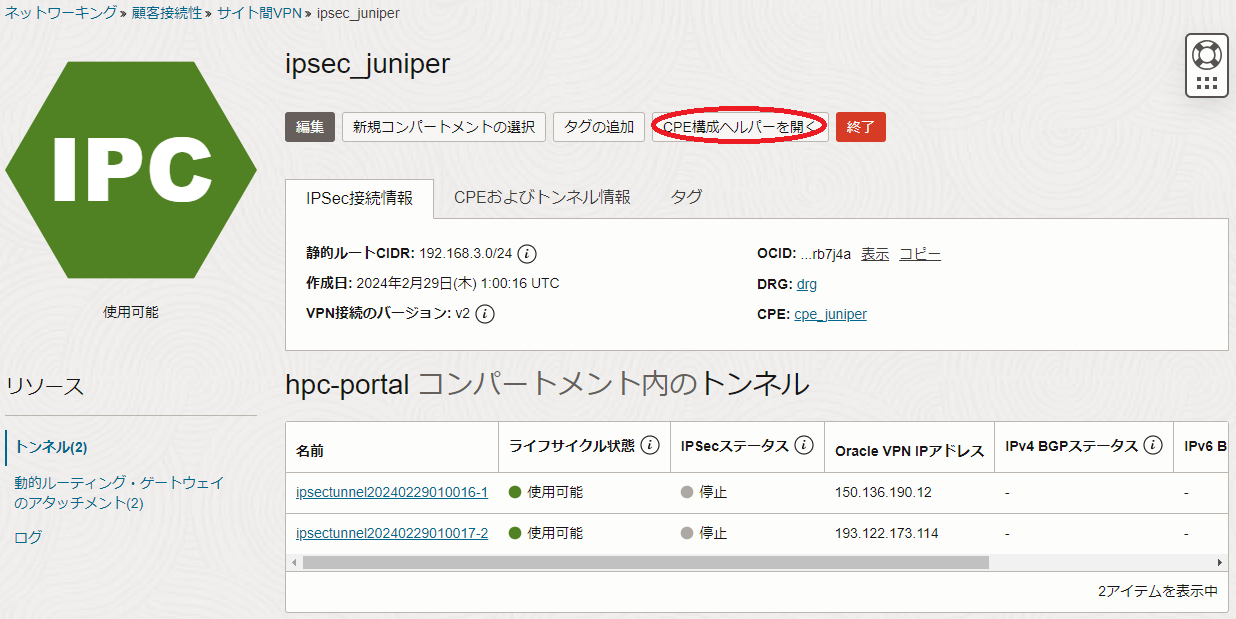 ネットワーキング » 顧客接続性 » サイト間VPN » ipsec_juniper
IPC
使用可能
ipsec_juniper
編集 新規コンパートメントの選択 タグの追加 CPE構成ヘルパーを開く 終了
IPSec接続情報 CPEおよびトンネル情報 タグ
静的ルートCIDR: 192.168.3.0/24
作成日: 2024年2月29日(木) 1:00:16 UTC
VPN接続のバージョン: v2
OCID: ...rb7j4a 表示 コピー
DRG: drg
CPE: cpe_juniper
リソース
トンネル(2)
動的ルーティング・ゲートウェイ
のアタッチメント(2)
ログ
hpc-portal コンパートメント内のトンネル
名前 ライフサイクル状態 IPSecステータス Oracle VPN IPアドレス IPv4 BGPステータス IPv6 B
ipsectunnel20240229010016-1 使用可能 停止 150.136.190.12 - -
ipsectunnel20240229010017-2 使用可能 停止 193.122.173.114 - -
2アイテムを表示中